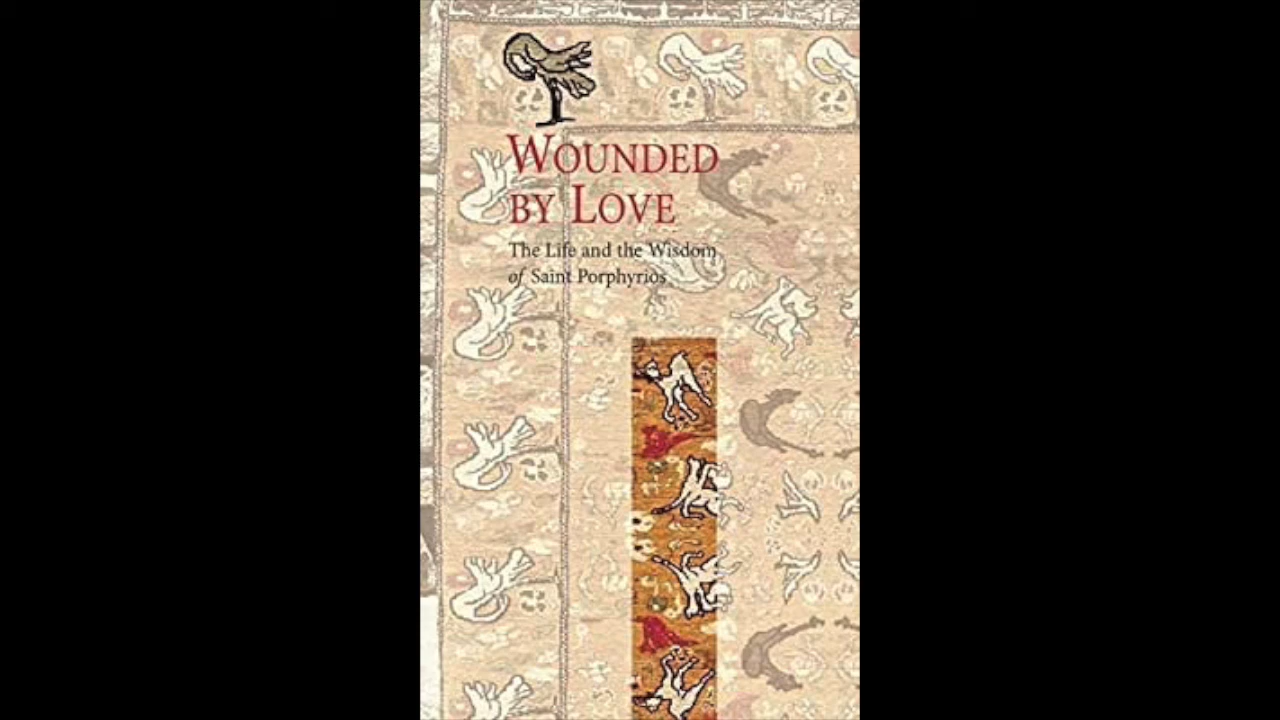 WOUNDED
BY LOVE
The Life and the Wisdom
of Saint Porphyrios